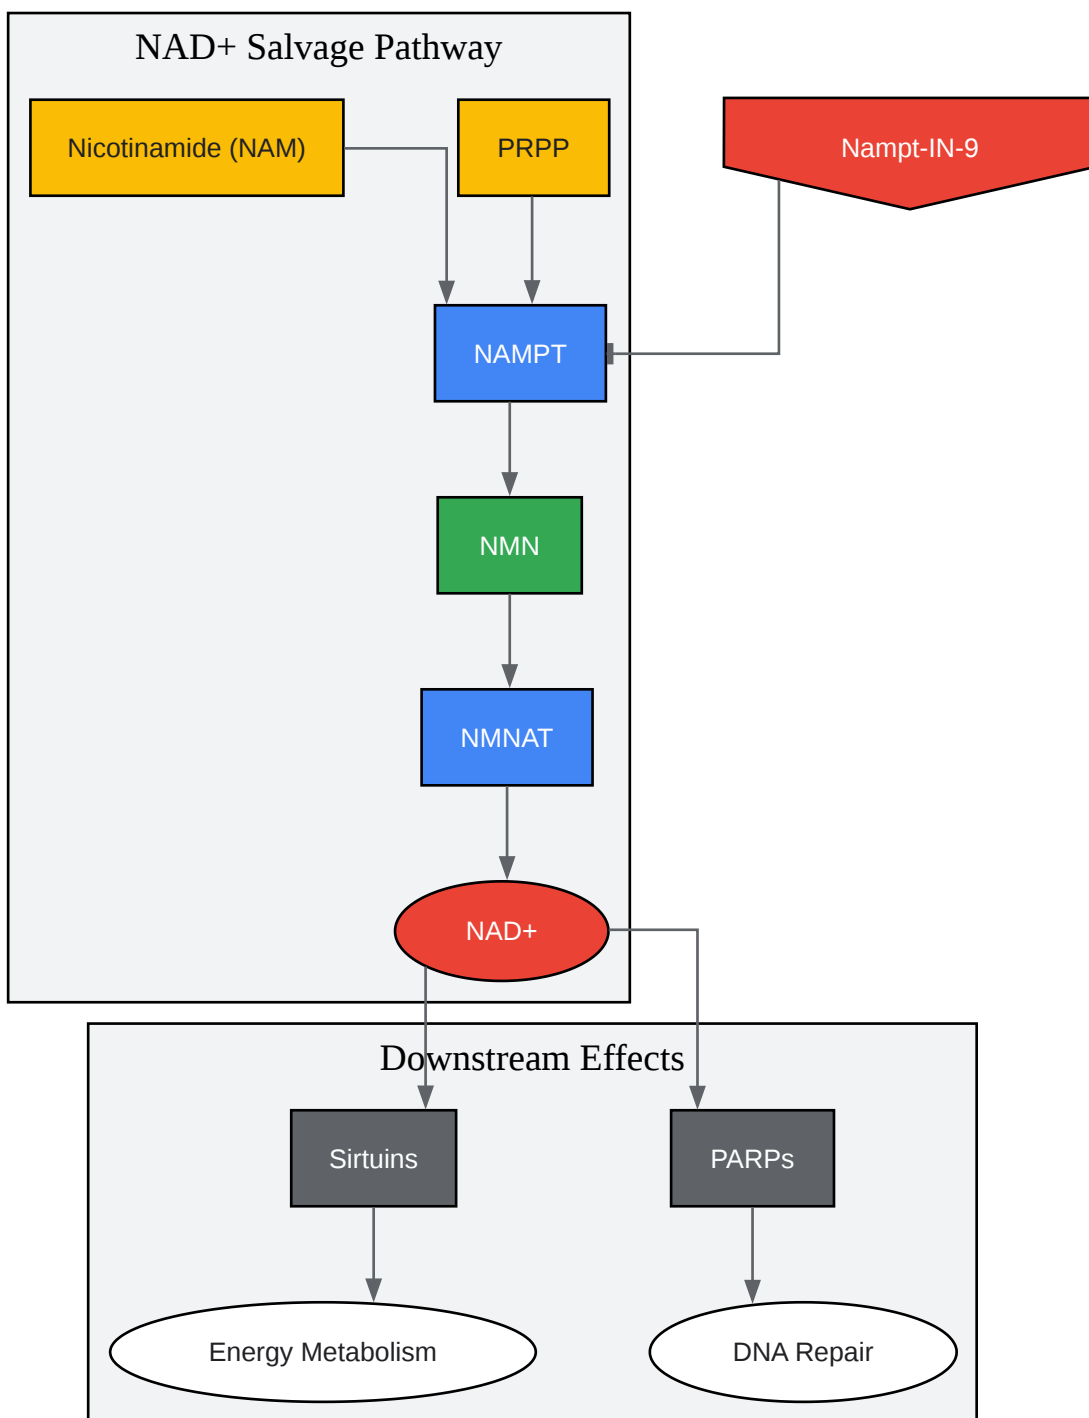 NAD+ Salvage Pathway
Nicotinamide (NAM)
PRPP
Nampt-IN-9
NAMPT
NMN
NMNAT
NAD+
Downstream Effects
Sirtuins
PARPs
Energy Metabolism
DNA Repair